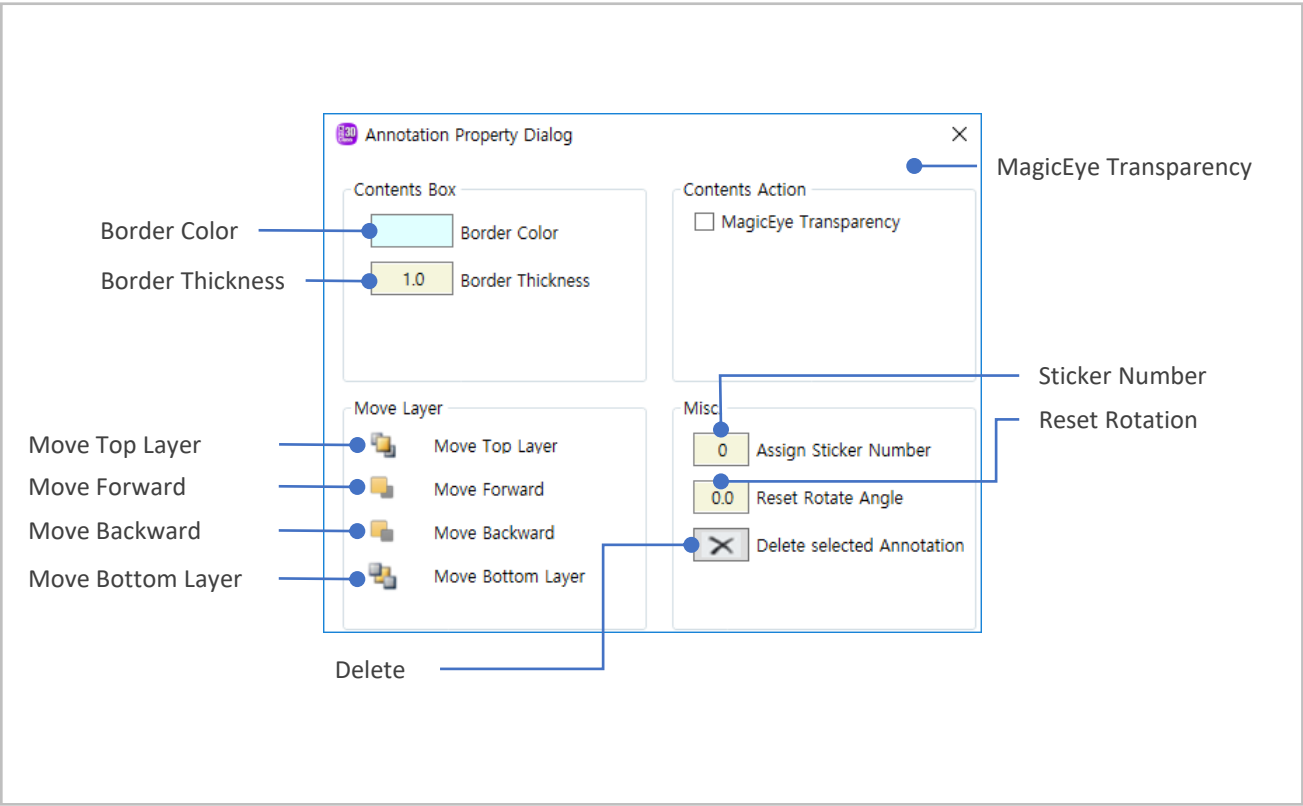 Annotation Property Dialog
MagicEye Transparency
Contents Box
Contents Action
MagicEye Transparency
Border Color
Border Color
Border Thickness
1.0
Border Thickness
Sticker Number
Reset Rotation
Move Layer
Misc
Move Top Layer
Move Top Layer
0
Assign Sticker Number
Move Forward
Move Forward
0.0
Reset Rotate Angle
Move Backward
Move Backward
Delete selected Annotation
Move Bottom Layer
Move Bottom Layer
Delete